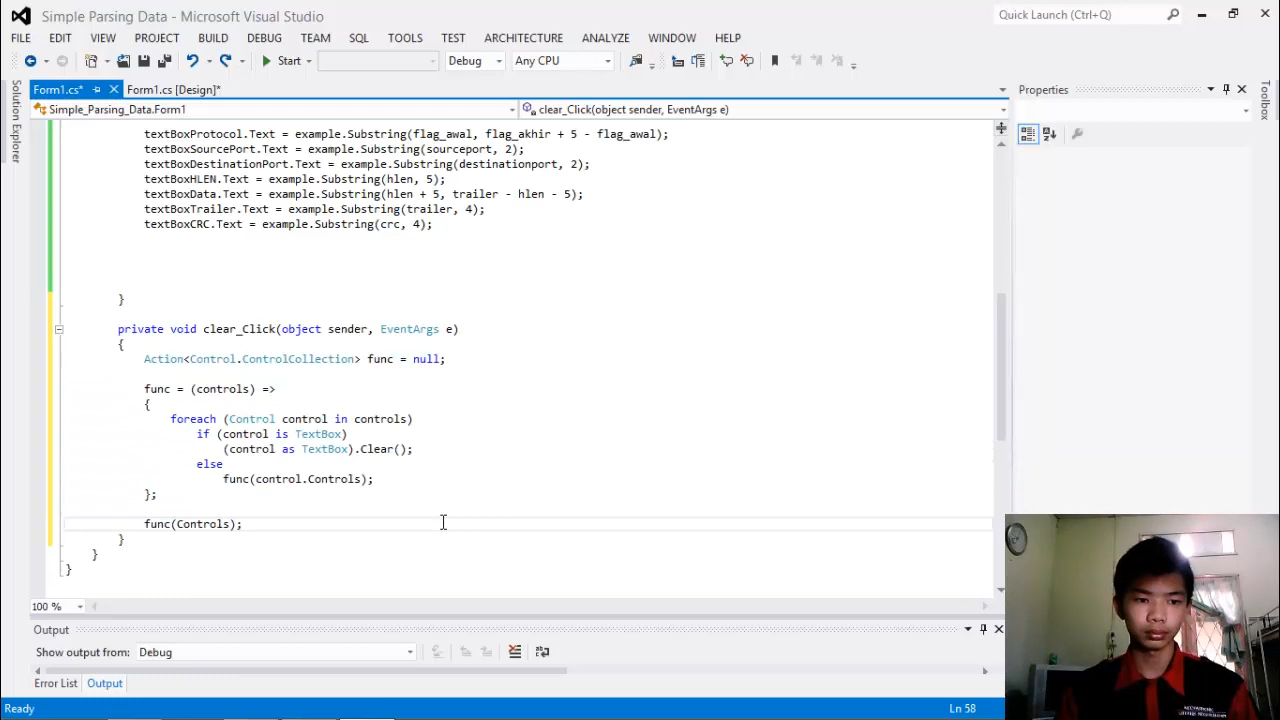 Simple Parsing Data - Microsoft Visual Studio
Quick Launch (Ctrl+Q)
FILE EDIT VIEW PROJECT BUILD DEBUG TEAM SQL TOOLS TEST ARCHITECTURE ANALYZE WINDOW HELP
Start Debug Any CPU
Solution Explorer
Form1.cs* Form1.cs [Design]*
Properties
Toolbox
Simple_Parsing_Data.Form1 clear_Click(object sender, EventArgs e)
textBoxProtocol.Text = example.Substring(flag_awal, flag_akhir + 5 - flag_awal);
textBoxSourcePort.Text = example.Substring(sourceport, 2);
textBoxDestinationPort.Text = example.Substring(destinationport, 2);
textBoxHLEN.Text = example.Substring(hlen, 5);
textBoxData.Text = example.Substring(hlen + 5, trailer - hlen - 5);
textBoxTrailer.Text = example.Substring(trailer, 4);
textBoxCRC.Text = example.Substring(crc, 4);
}
private void clear_Click(object sender, EventArgs e)
{
Action<Control.ControlCollection> func = null;
func = (controls) =>
{
foreach (Control control in controls)
if (control is TextBox)
(control as TextBox).Clear();
else
func(control.Controls);
};
func(Controls);
}
}
}
100 %
Output
Show output from: Debug
Error List Output
Ready Ln 58